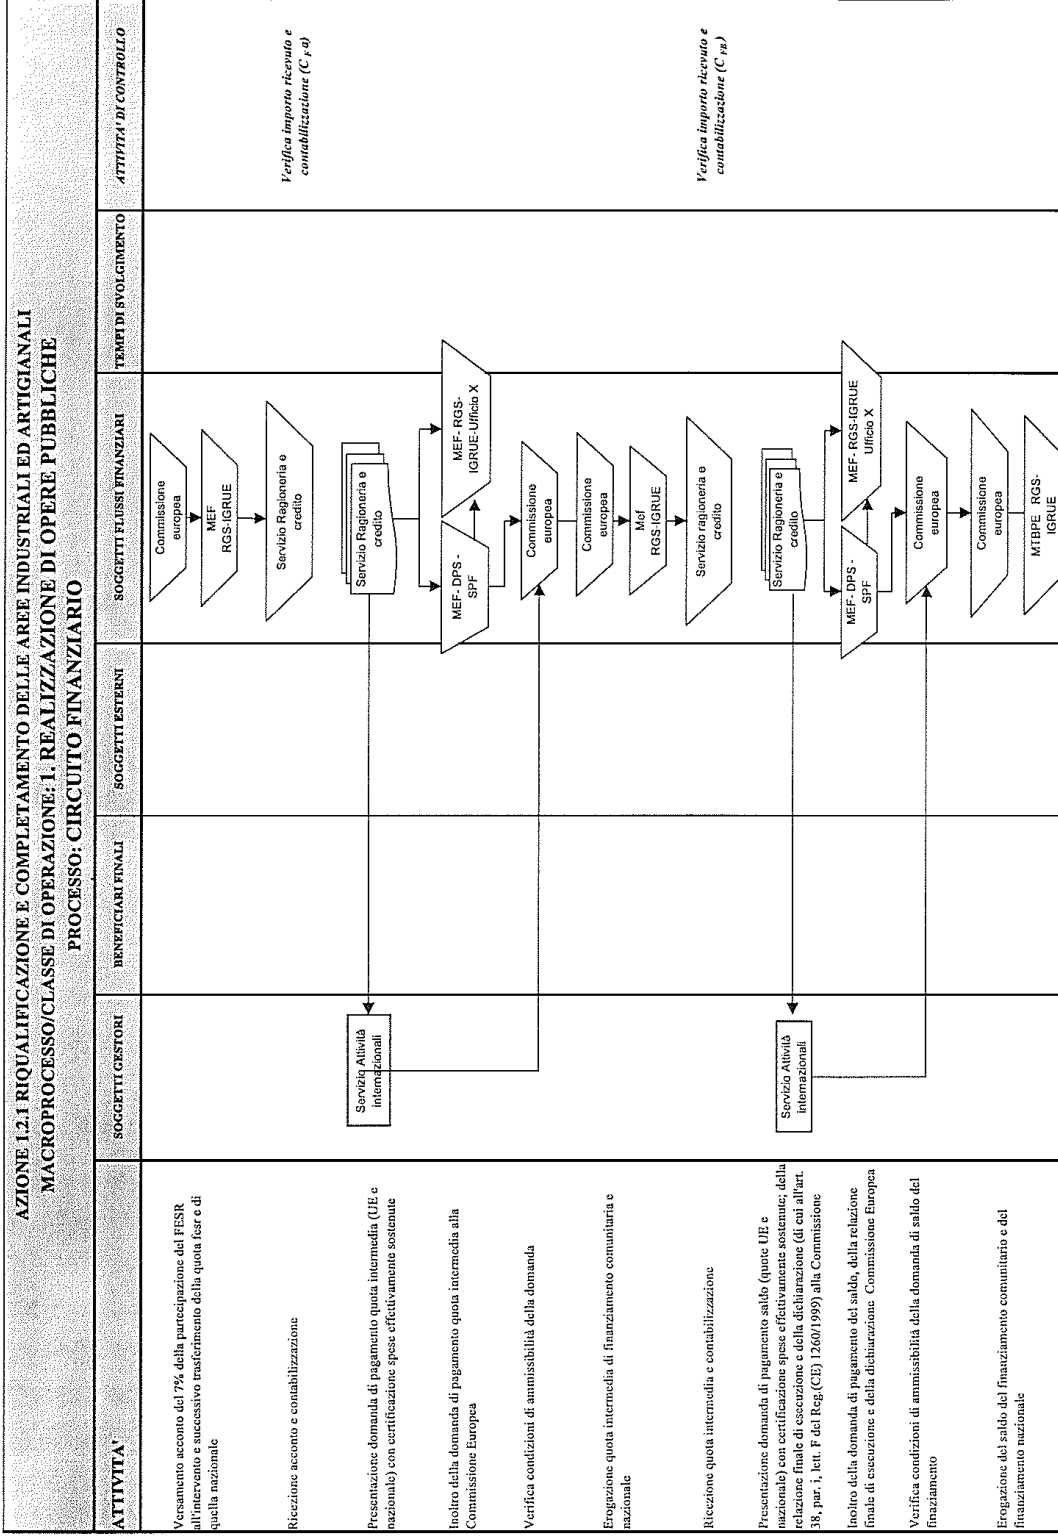 AZIONE 1.2.1 RIQUALIFICAZIONE E COMPLETAMENTO DELLE AREE INDUSTRIALI ED ARTIGIANALI
MACROPROCESSO/CLASSE DI OPERAZIONE: 1. REALIZZAZIONE DI OPERE PUBBLICHE
PROCESSO: CIRCUITO FINANZIARIO
ATTIVITA'
SOGGETTI GESTORI
BENEFICIARI FINALI
SOGGETTI ESTERNI
SOGGETTI FLUSSI FINANZIARI
TEMPI DI SVOLGIMENTO
ATTIVITA' DI CONTROLLO
Versamento acconto del 7% della partecipazione del FESR
all'intervento e successivo trasferimento della quota fesr e di
quella nazionale
Commissione
europea
MEF
RGS-IGRUE
Ricezione acconto e contabilizzazione
Servizio Ragioneria e
credito
Verifica importo ricevuto e
contabilizzazione (C F a)
Presentazione domanda di pagamento quota intermedia (UE e
nazionale) con certificazione spese effettivamente sostenute
Servizio Attività
internazionali
Servizio Ragioneria e
credito
Inoltro della domanda di pagamento quota intermedia alla
Commissione Europea
MEF- DPS -
SPF
MEF- RGS-
IGRUE-Ufficio X
Verifica condizioni di ammissibilità della domanda
Commissione
europea
Erogazione quota intermedia di finanziamento comunitaria e
nazionale
Commissione
europea
Mef
RGS-IGRUE
Ricezione quota intermedia e contabilizzazione
Servizio ragioneria e
credito
Verifica importo ricevuto e
contabilizzazione (C FB)
Presentazione domanda di pagamento saldo (quote UE e
nazionale) con certificazione spese effettivamente sostenute; della
relazione finale di esecuzione e della dichiarazione (di cui all'art.
38, par. i, lett. F del Reg.(CE) 1260/1999) alla Commissione
Servizio Attività
internazionali
Servizio Ragioneria e
credito
Inoltro della domanda di pagamento del saldo, della relazione
finale di esecuzione e della dichiarazione Commissione Europea
MEF- DPS -
SPF
MEF- RGS-IGRUE
Ufficio X
Verifica condizioni di ammissibilità della domanda di saldo del
finaziamento
Commissione
europea
Erogazione del saldo del finanziamento comunitario e del
finanziamento nazionale
Commissione
europea
MTBPE RGS-
IGRUE